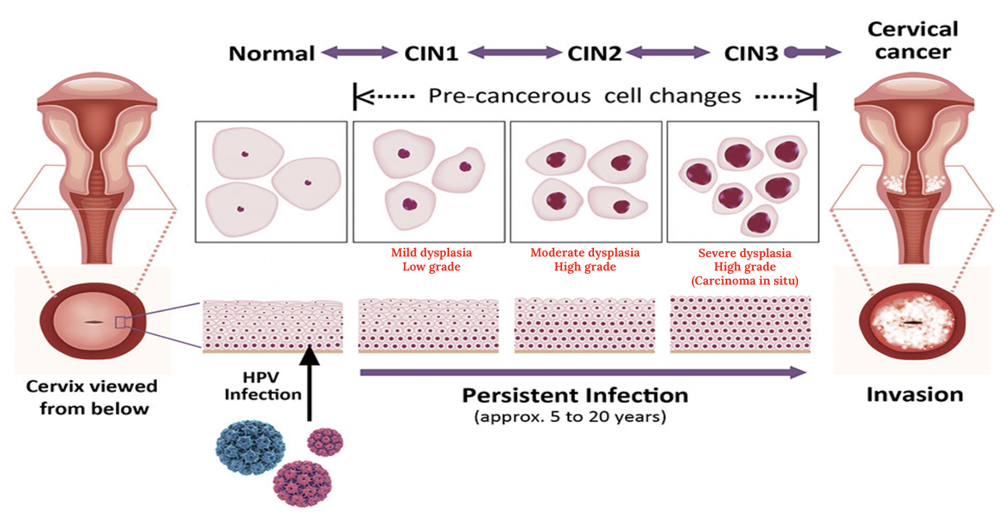 Normal
CIN1
CIN2
CIN3
Cervical
cancer
Pre-cancerous cell changes
Mild dysplasia
Low grade
Moderate dysplasia
High grade
Severe dysplasia
High grade
(Carcinoma in situ)
Cervix viewed
from below
HPV
Infection
Persistent Infection
(approx. 5 to 20 years)
Invasion